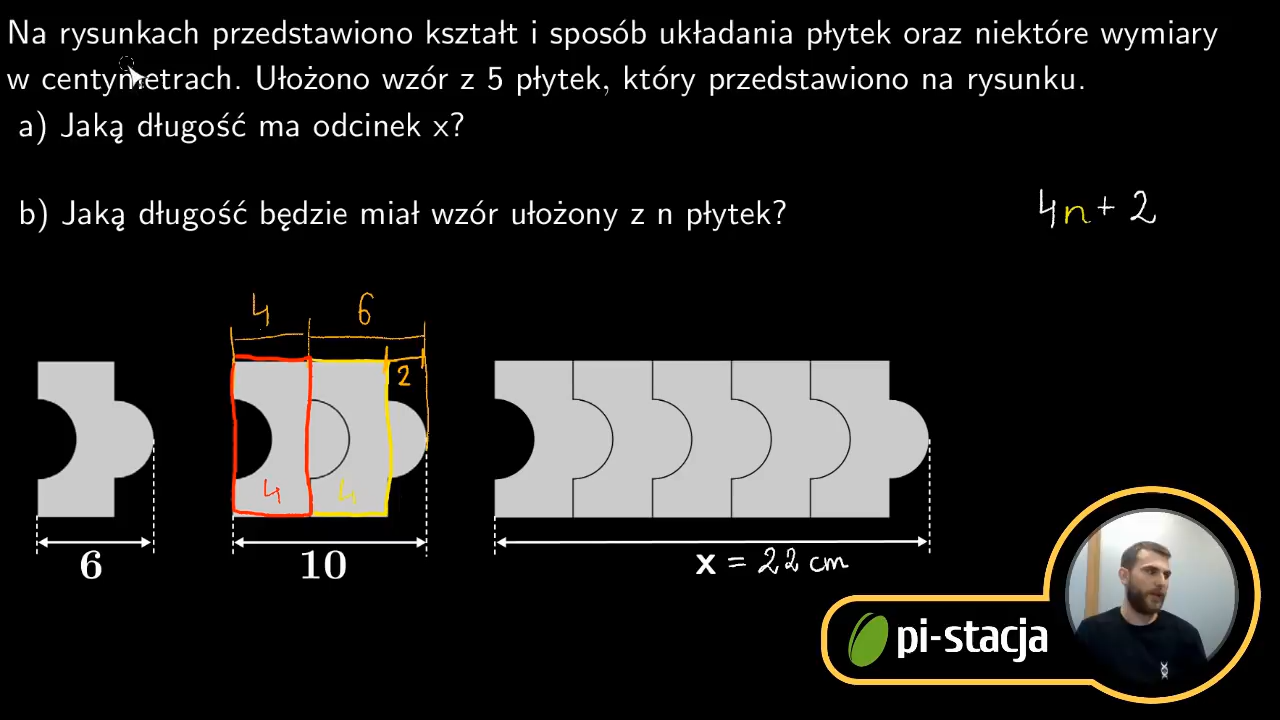 Na rysunkach przedstawiono kształt i sposób układania płytek oraz niektóre wymiary
w centymetrach. Ułożono wzór z 5 płytek, który przedstawiono na rysunku.
a) Jaką długość ma odcinek x?
b) Jaką długość będzie miał wzór ułożony z n płytek?
4n + 2
4 6
2
4 4
6 10 x = 22 cm
pi-stacja